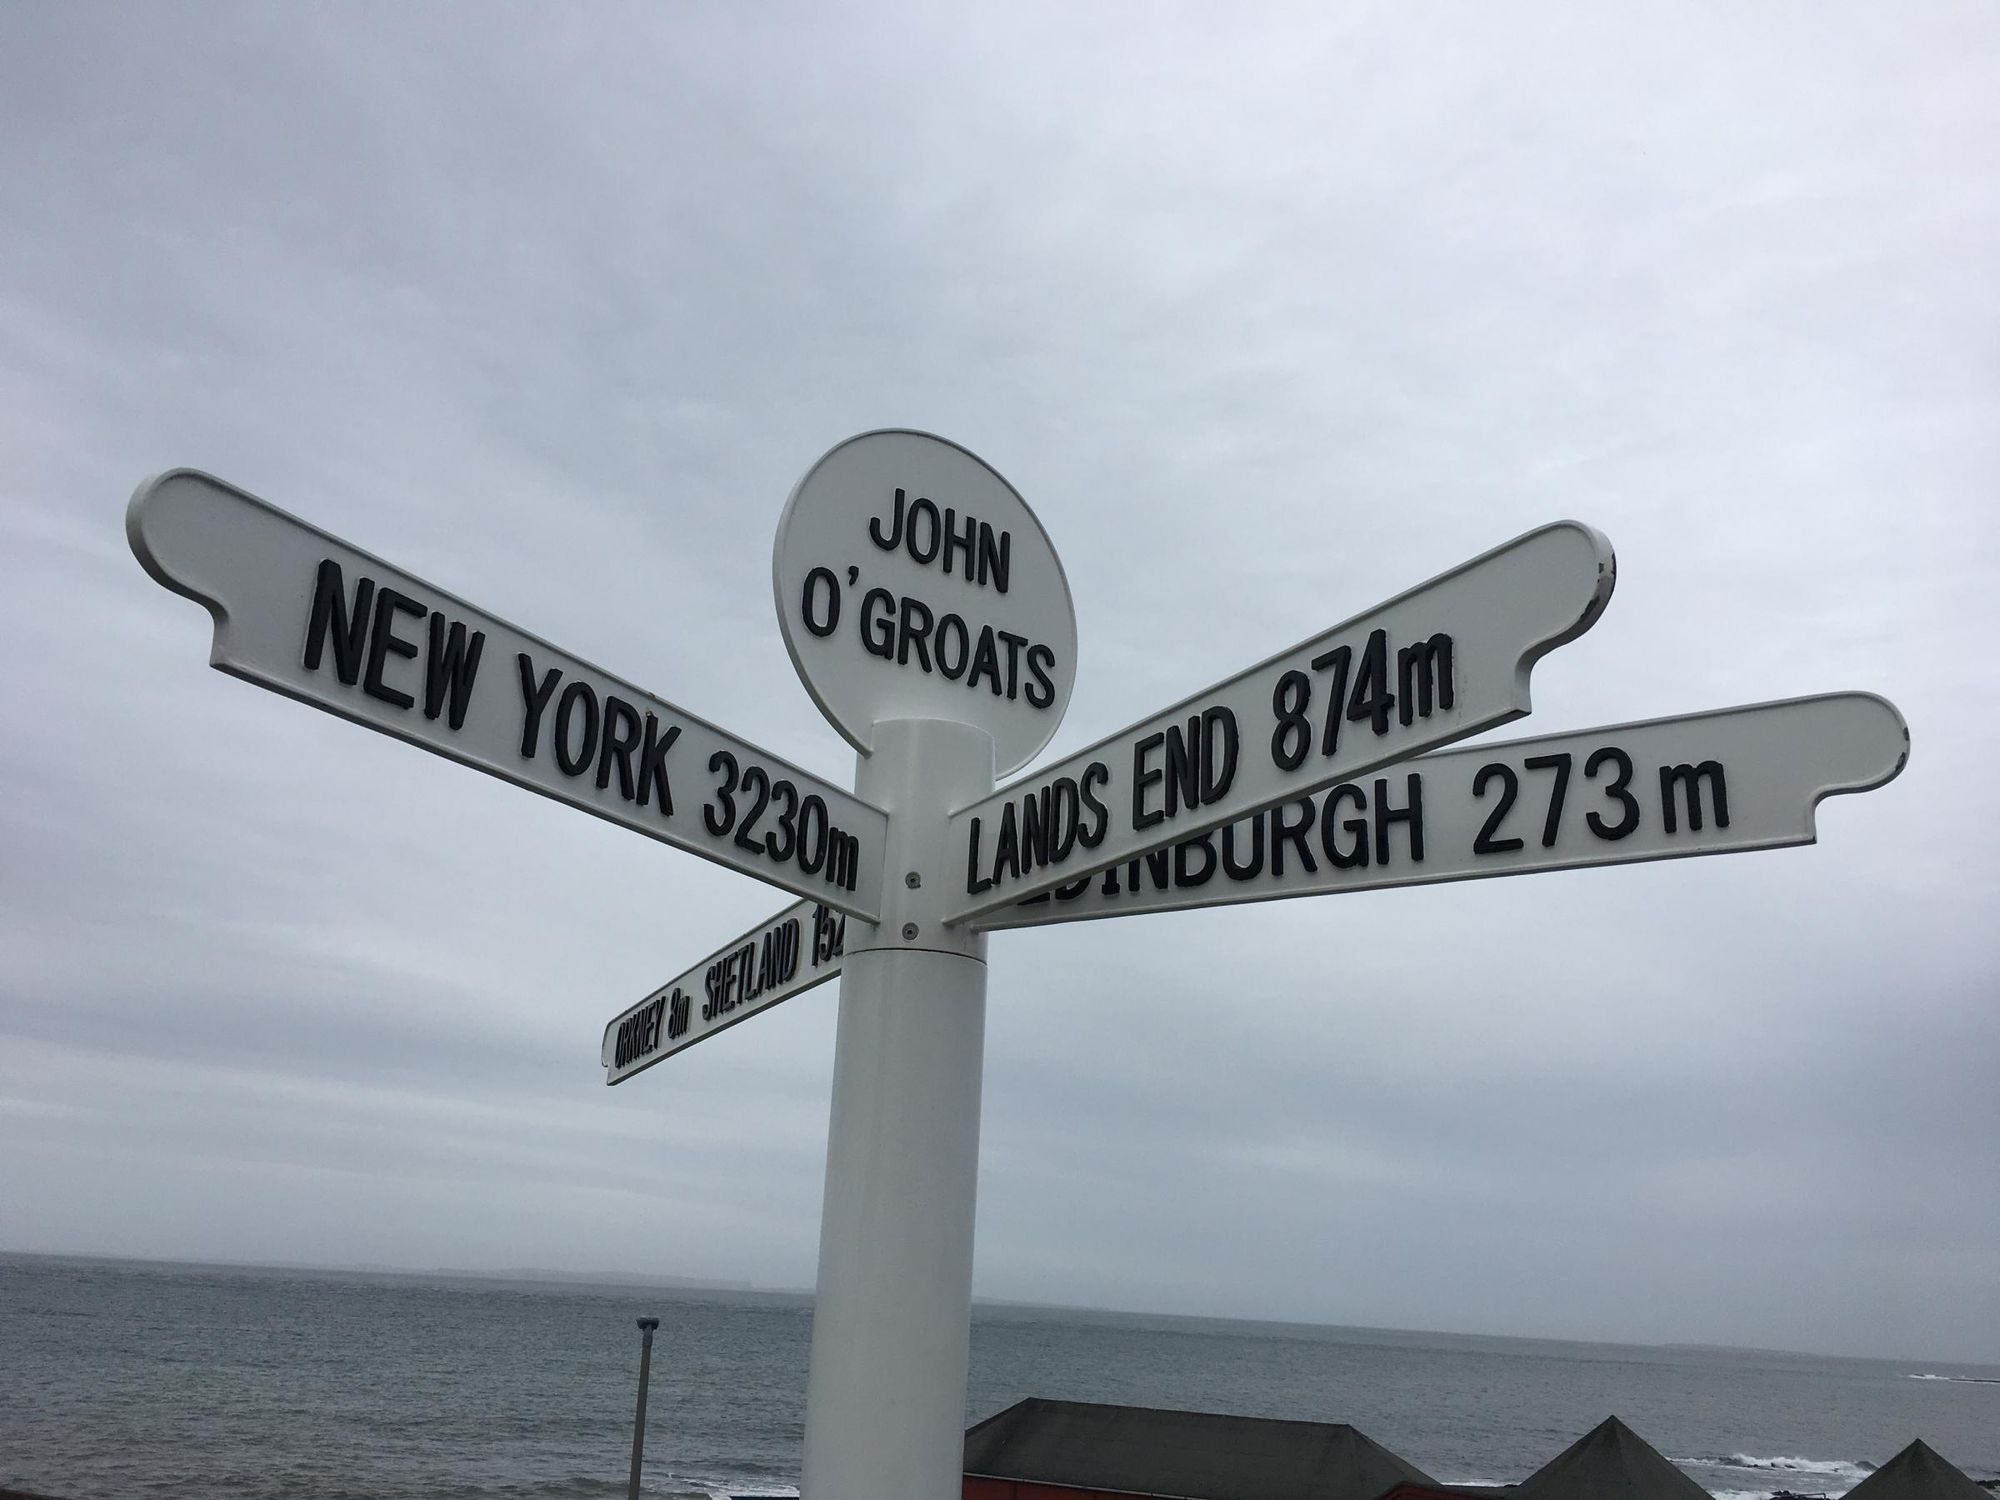 JOHN
O'GROATS
NEW YORK 3230m
LANDS END 874m
EDINBURGH 273m
ORKNEY 8m SHETLAND